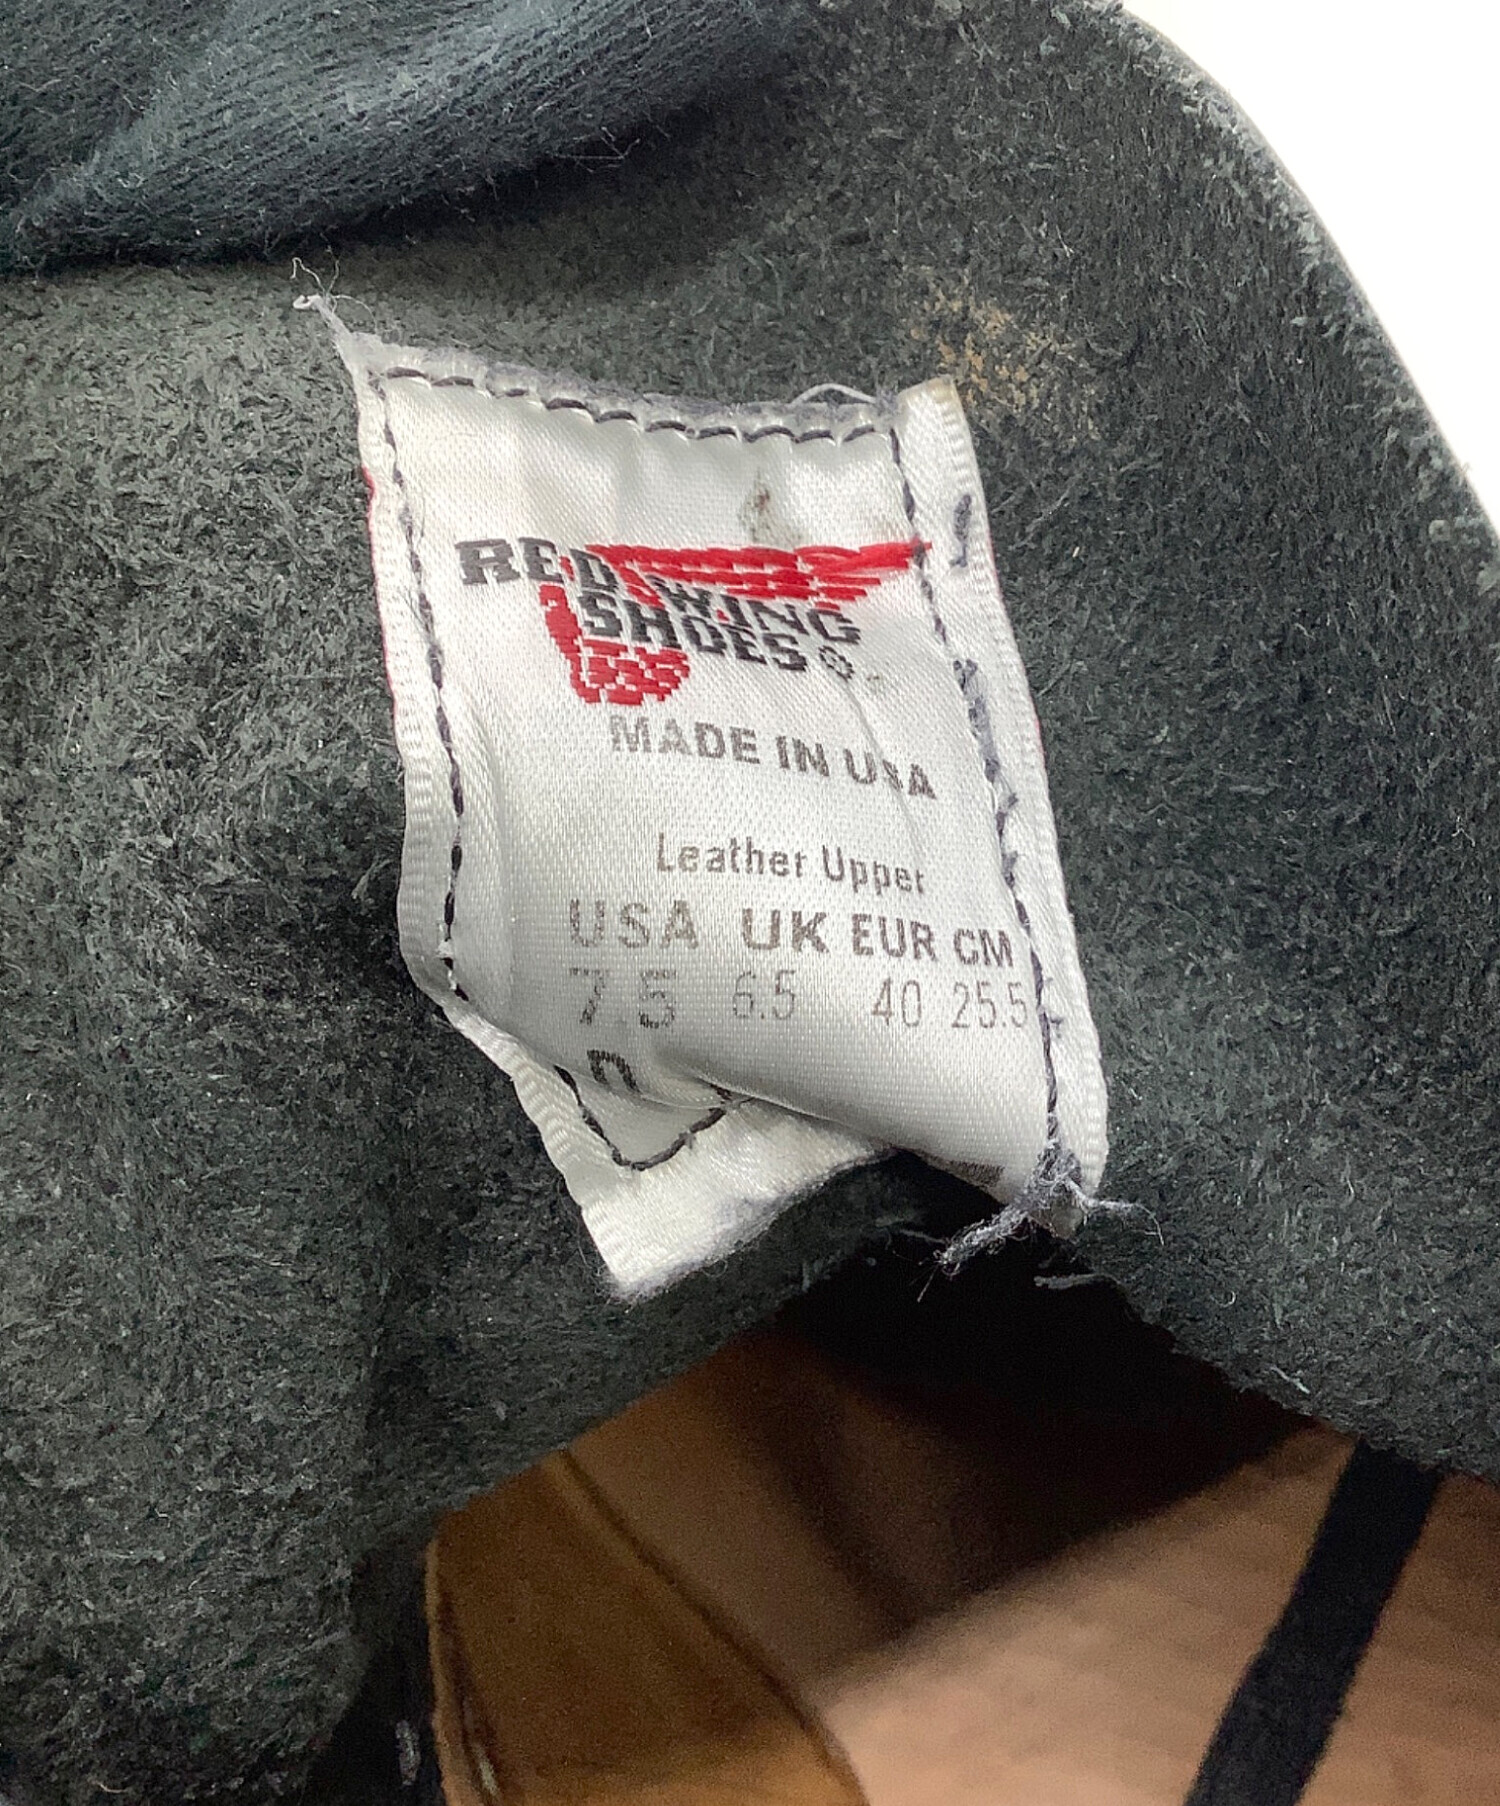 RED WING
SHOES®
MADE IN USA
Leather Upper
USA UK EUR CM
7.5 6.5 40 25.5
D